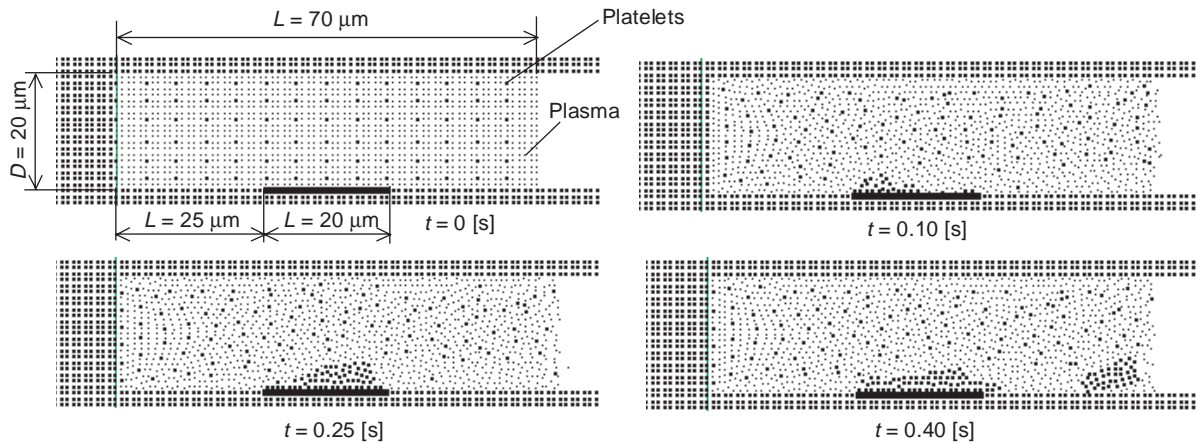 L = 70 μm
Platelets
D = 20 μm
Plasma
L = 25 μm
L = 20 μm
t = 0 [s]
t = 0.10 [s]
t = 0.25 [s]
t = 0.40 [s]